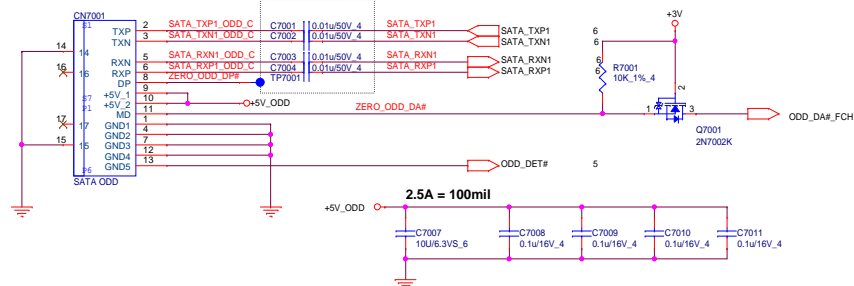 CN7001
S1
TXP 2 SATA_TXP1_ODD_C C7001 0.01u/50V_4 SATA_TXP1 SATA_TXP1 6
TXN 3 SATA_TXN1_ODD_C C7002 0.01u/50V_4 SATA_TXN1 SATA_TXN1 6
14 14
RXN 5 SATA_RXN1_ODD_C C7003 0.01u/50V_4 SATA_RXN1 SATA_RXN1 6
16 16 RXP 6 SATA_RXP1_ODD_C C7004 0.01u/50V_4 SATA_RXP1 SATA_RXP1 6
DP 8 ZERO_ODD_DP# TP7001
S7 +5V_1 9
P1 +5V_2 10 +5V_ODD
MD 11 ZERO_ODD_DA#
17 17 GND1 1
GND2 4
15 15 GND3 7
GND4 12
P6 GND5 13 ODD_DET# 5
SATA ODD
+3V
R7001
10K_1%_4
2
1 3 ODD_DA#_FCH
Q7001
2N7002K
2.5A = 100mil
+5V_ODD
C7007 C7008 C7009 C7010 C7011
10U/6.3VS_6 0.1u/16V_4 0.1u/16V_4 0.1u/16V_4 0.1u/16V_4